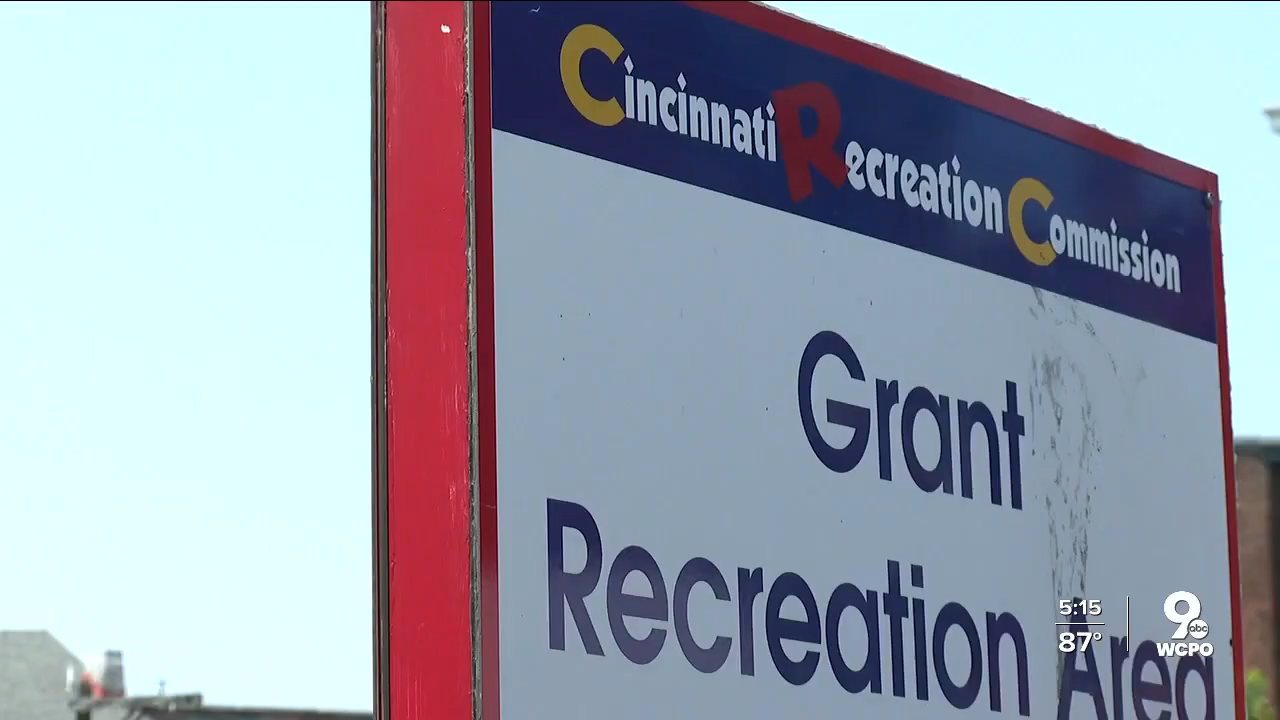 Cincinnati Recreation Commission
Grant
Recreation Area
5:15
87°
9
abc
WCPO